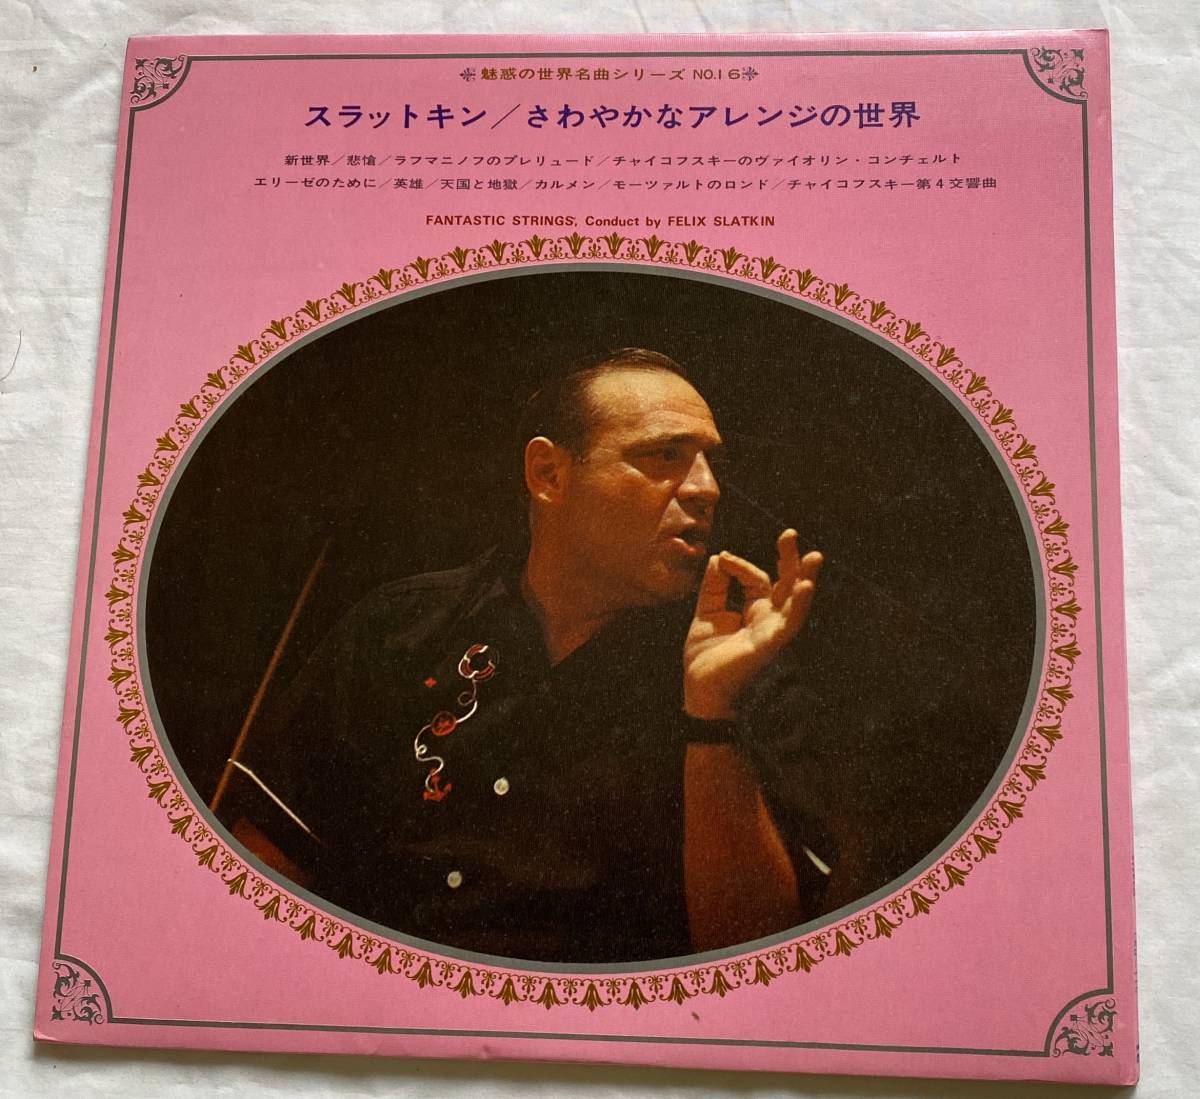 魅惑の世界名曲シリーズ NO.16
スラットキン／さわやかなアレンジの世界
新世界／悲愴／ラフマニノフのプレリュード／チャイコフスキーのヴァイオリン・コンチェルト
エリーゼのために／英雄／天国と地獄／カルメン／モーツァルトのロンド／チャイコフスキー第4交響曲
FANTASTIC STRINGS, Conduct by FELIX SLATKIN